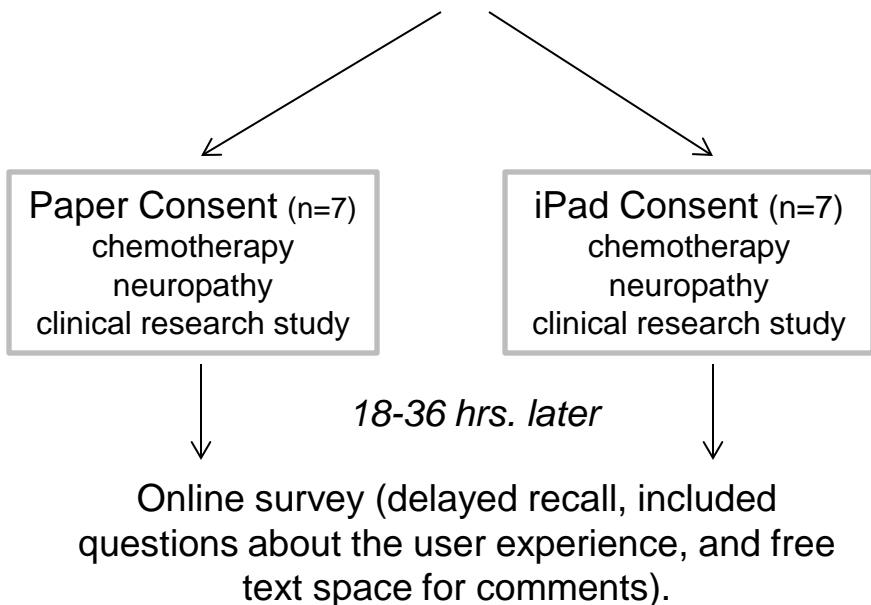 Paper Consent (n=7)
chemotherapy
neuropathy
clinical research study
iPad Consent (n=7)
chemotherapy
neuropathy
clinical research study
18-36 hrs. later
Online survey (delayed recall, included
questions about the user experience, and free
text space for comments).